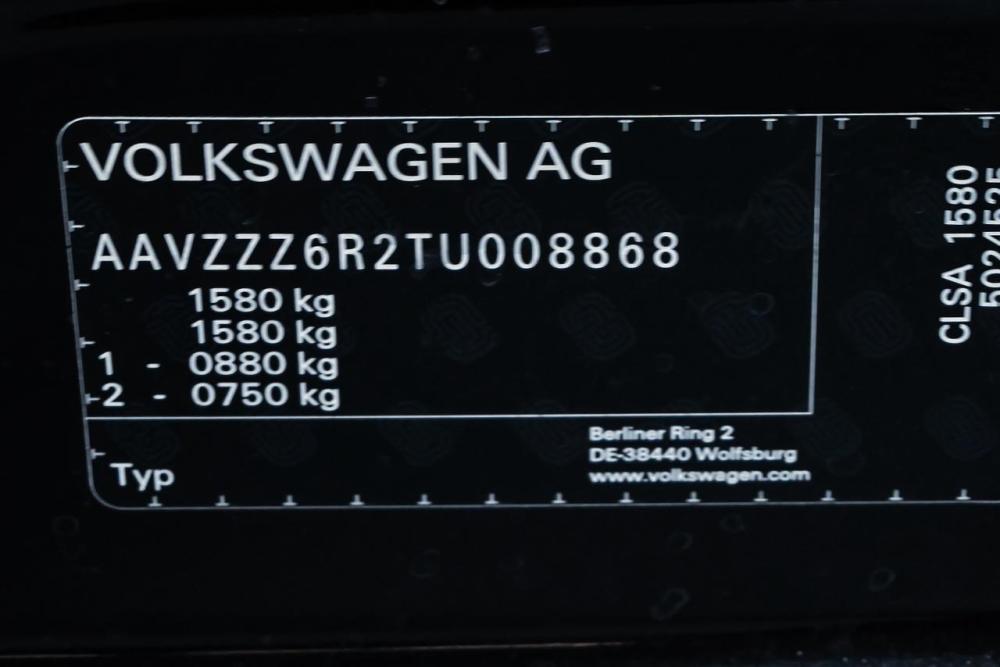 VOLKSWAGEN AG
AAVZZZ6R2TU008868
1580 kg
1580 kg
1 - 0880 kg
2 - 0750 kg
Typ
Berliner Ring 2
DE-38440 Wolfsburg
www.volkswagen.com
CLSA 1580